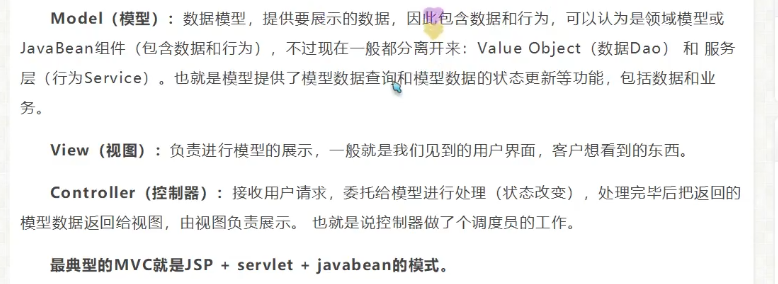 Model（模型）：数据模型，提供要展示的数据，因此包含数据和行为，可以认为是领域模型或
JavaBean组件（包含数据和行为），不过现在一般都分离开来：Value Object（数据Dao） 和 服务
层（行为Service）。也就是模型提供了模型数据查询和模型数据的状态更新等功能，包括数据和业
务。
View（视图）：负责进行模型的展示，一般就是我们见到的用户界面，客户想看到的东西。
Controller（控制器）：接收用户请求，委托给模型进行处理（状态改变），处理完毕后把返回的
模型数据返回给视图，由视图负责展示。 也就是说控制器做了个调度员的工作。
最典型的MVC就是JSP + servlet + javabean的模式。